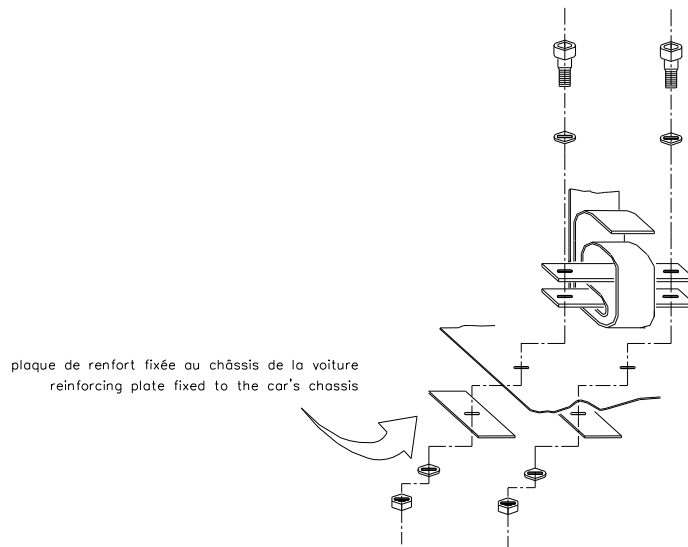 plaque de renfort fixée au châssis de la voiture
reinforcing plate fixed to the car's chassis